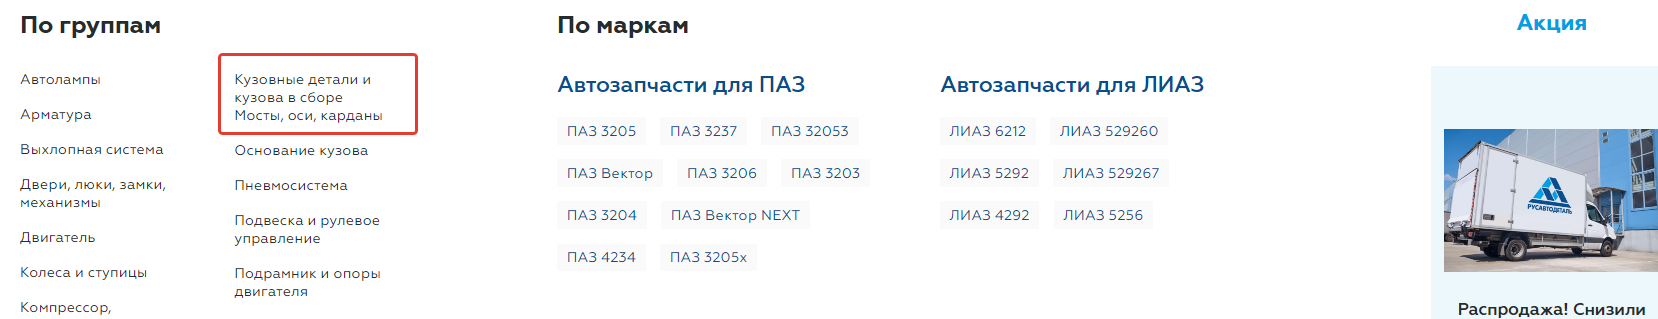 По группам
Автолампы
Арматура
Выхлопная система
Двери, люки, замки,
механизмы
Двигатель
Колеса и ступицы
Компрессор,
Кузовные детали и
кузова в сборе
Мосты, оси, карданы
Основание кузова
Пневмосистема
Подвеска и рулевое
управление
Подрамник и опоры
двигателя
По маркам
Автозапчасти для ПАЗ
ПАЗ 3205 ПАЗ 3237 ПАЗ 32053
ПАЗ Вектор ПАЗ 3206 ПАЗ 3203
ПАЗ 3204 ПАЗ Вектор NEXT
ПАЗ 4234 ПАЗ 3205х
Автозапчасти для ЛИАЗ
ЛИАЗ 6212 ЛИАЗ 529260
ЛИАЗ 5292 ЛИАЗ 529267
ЛИАЗ 4292 ЛИАЗ 5256
Акция
РУСАВТОДЕТАЛЬ
Распродажа! Снизили